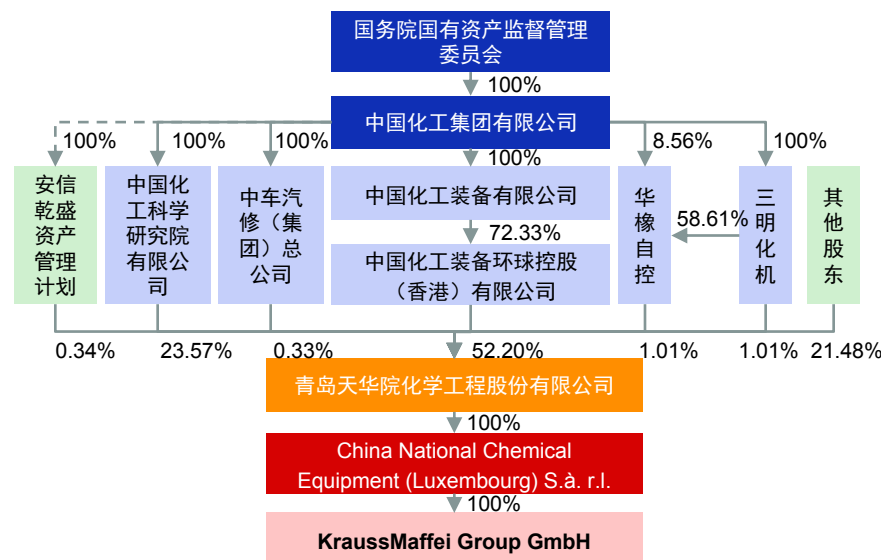 国务院国有资产监督管理
委员会
100%
中国化工集团有限公司
100%
100%
100%
100%
8.56%
100%
安信
乾盛
资产
管理
计划
中国化
工科学
研究院
有限公
司
中车汽
修（集
团）总
公司
中国化工装备有限公司
72.33%
中国化工装备环球控股
（香港）有限公司
华
橡
自
控
58.61%
三
明
化
机
其
他
股
东
0.34%
23.57%
0.33%
52.20%
1.01%
1.01%
21.48%
青岛天华院化学工程股份有限公司
100%
China National Chemical
Equipment (Luxembourg) S.à. r.l.
100%
KraussMaffei Group GmbH